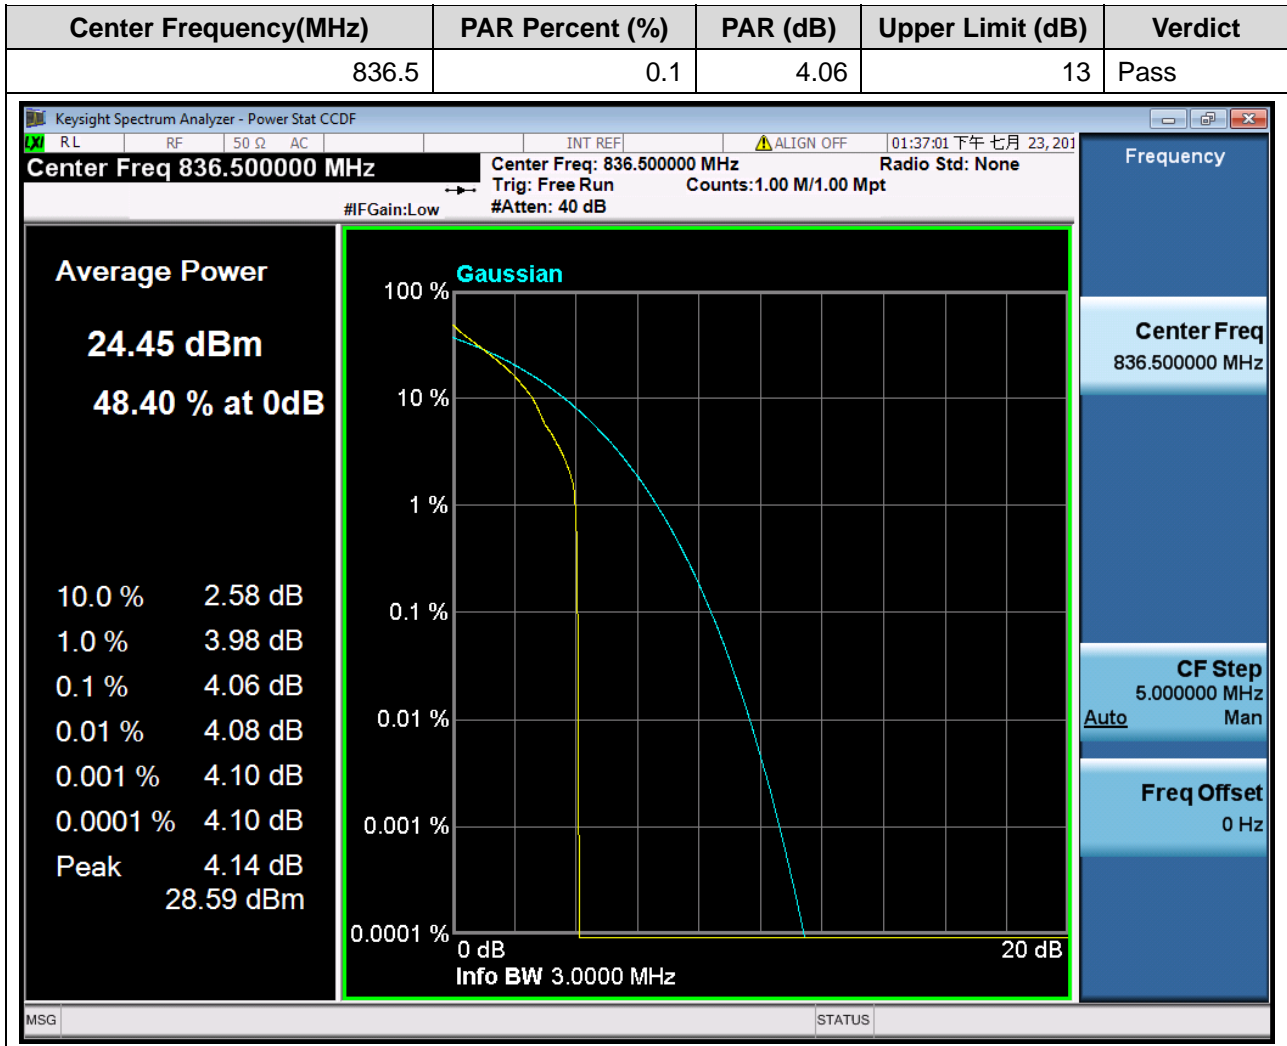 Center Frequency(MHz) PAR Percent (%) PAR (dB) Upper Limit (dB) Verdict
836.5 0.1 4.06 13 Pass
Keysight Spectrum Analyzer - Power Stat CCDF
LXI RL RF 50 Ω AC INT REF ALIGN OFF 01:37:01 下午 七月 23, 201
Center Freq 836.500000 MHz
Center Freq: 836.500000 MHz Radio Std: None
Trig: Free Run Counts:1.00 M/1.00 Mpt
#IFGain:Low #Atten: 40 dB
Average Power
24.45 dBm
48.40 % at 0dB
10.0 % 2.58 dB
1.0 % 3.98 dB
0.1 % 4.06 dB
0.01 % 4.08 dB
0.001 % 4.10 dB
0.0001 % 4.10 dB
Peak 4.14 dB
28.59 dBm
Gaussian
100 %
10 %
1 %
0.1 %
0.01 %
0.001 %
0.0001 %
0 dB 20 dB
Info BW 3.0000 MHz
Frequency
Center Freq
836.500000 MHz
CF Step
5.000000 MHz
Auto Man
Freq Offset
0 Hz
MSG STATUS